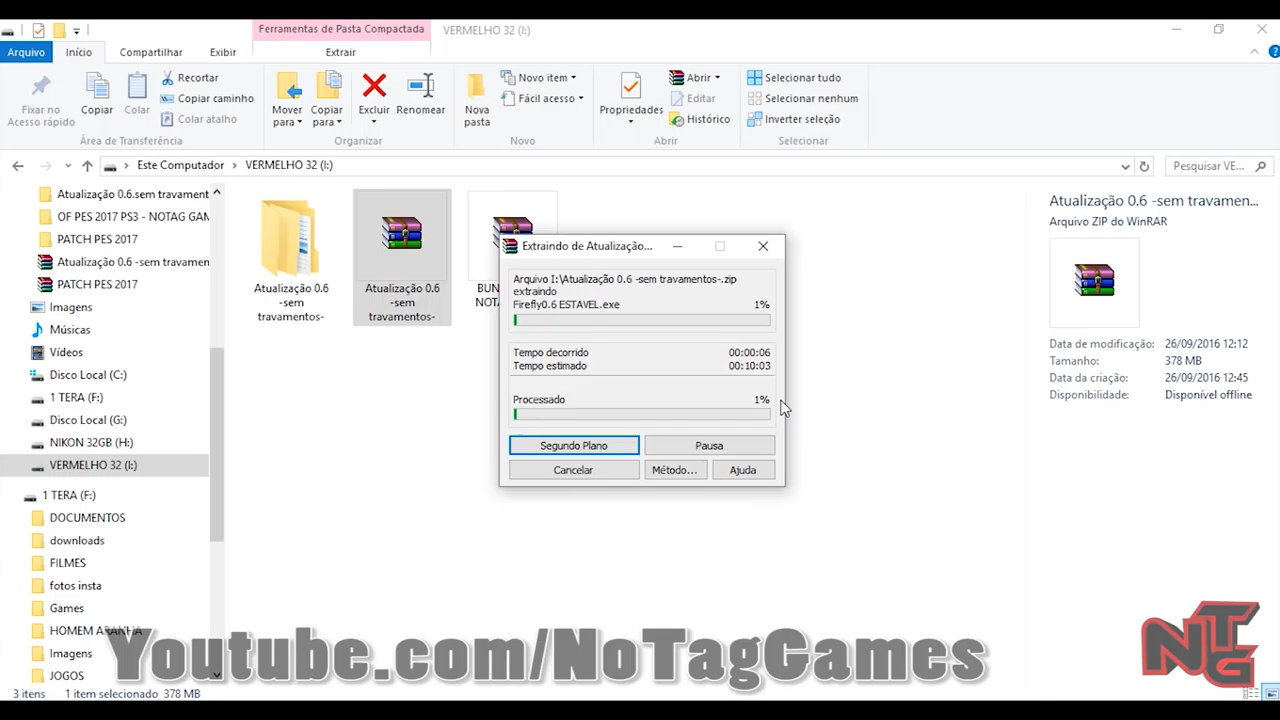 Ferramentas de Pasta Compactada
VERMELHO 32 (I:)
Arquivo
Início
Compartilhar
Exibir
Extrair
Fixar no
Acesso rápido
Copiar
Colar
Recortar
Copiar caminho
Colar atalho
Área de Transferência
Mover
para
Copiar
para
Excluir
Renomear
Organizar
Nova
pasta
Novo item
Fácil acesso
Novo
Propriedades
Abrir
Editar
Histórico
Abrir
Selecionar tudo
Selecionar nenhum
Inverter seleção
Selecionar
Este Computador
VERMELHO 32 (I:)
Pesquisar VE...
Atualização 0.6.sem travament
OF PES 2017 PS3 - NOTAG GAM
PATCH PES 2017
Atualização 0.6 -sem travamen
PATCH PES 2017
Imagens
Músicas
Vídeos
Disco Local (C:)
1 TERA (F:)
Disco Local (G:)
NIKON 32GB (H:)
VERMELHO 32 (I:)
1 TERA (F:)
DOCUMENTOS
downloads
FILMES
fotos insta
Games
HOMEM ARANHA
Imagens
JOGOS
Atualização 0.6
-sem
travamentos-
Atualização 0.6
-sem
travamentos-
BUN
NOTA
Extraindo de Atualização...
Arquivo I:\Atualização 0.6 -sem travamentos-.zip
extraindo
Firefly0.6 ESTAVEL.exe 1%
Tempo decorrido 00:00:06
Tempo estimado 00:10:03
Processado 1%
Segundo Plano
Pausa
Cancelar
Método...
Ajuda
Atualização 0.6 -sem travamen...
Arquivo ZIP do WinRAR
Data de modificação: 26/09/2016 12:12
Tamanho: 378 MB
Data da criação: 26/09/2016 12:45
Disponibilidade: Disponível offline
Youtube.com/NoTagGames
NTG
3 itens
1 item selecionado 378 MB